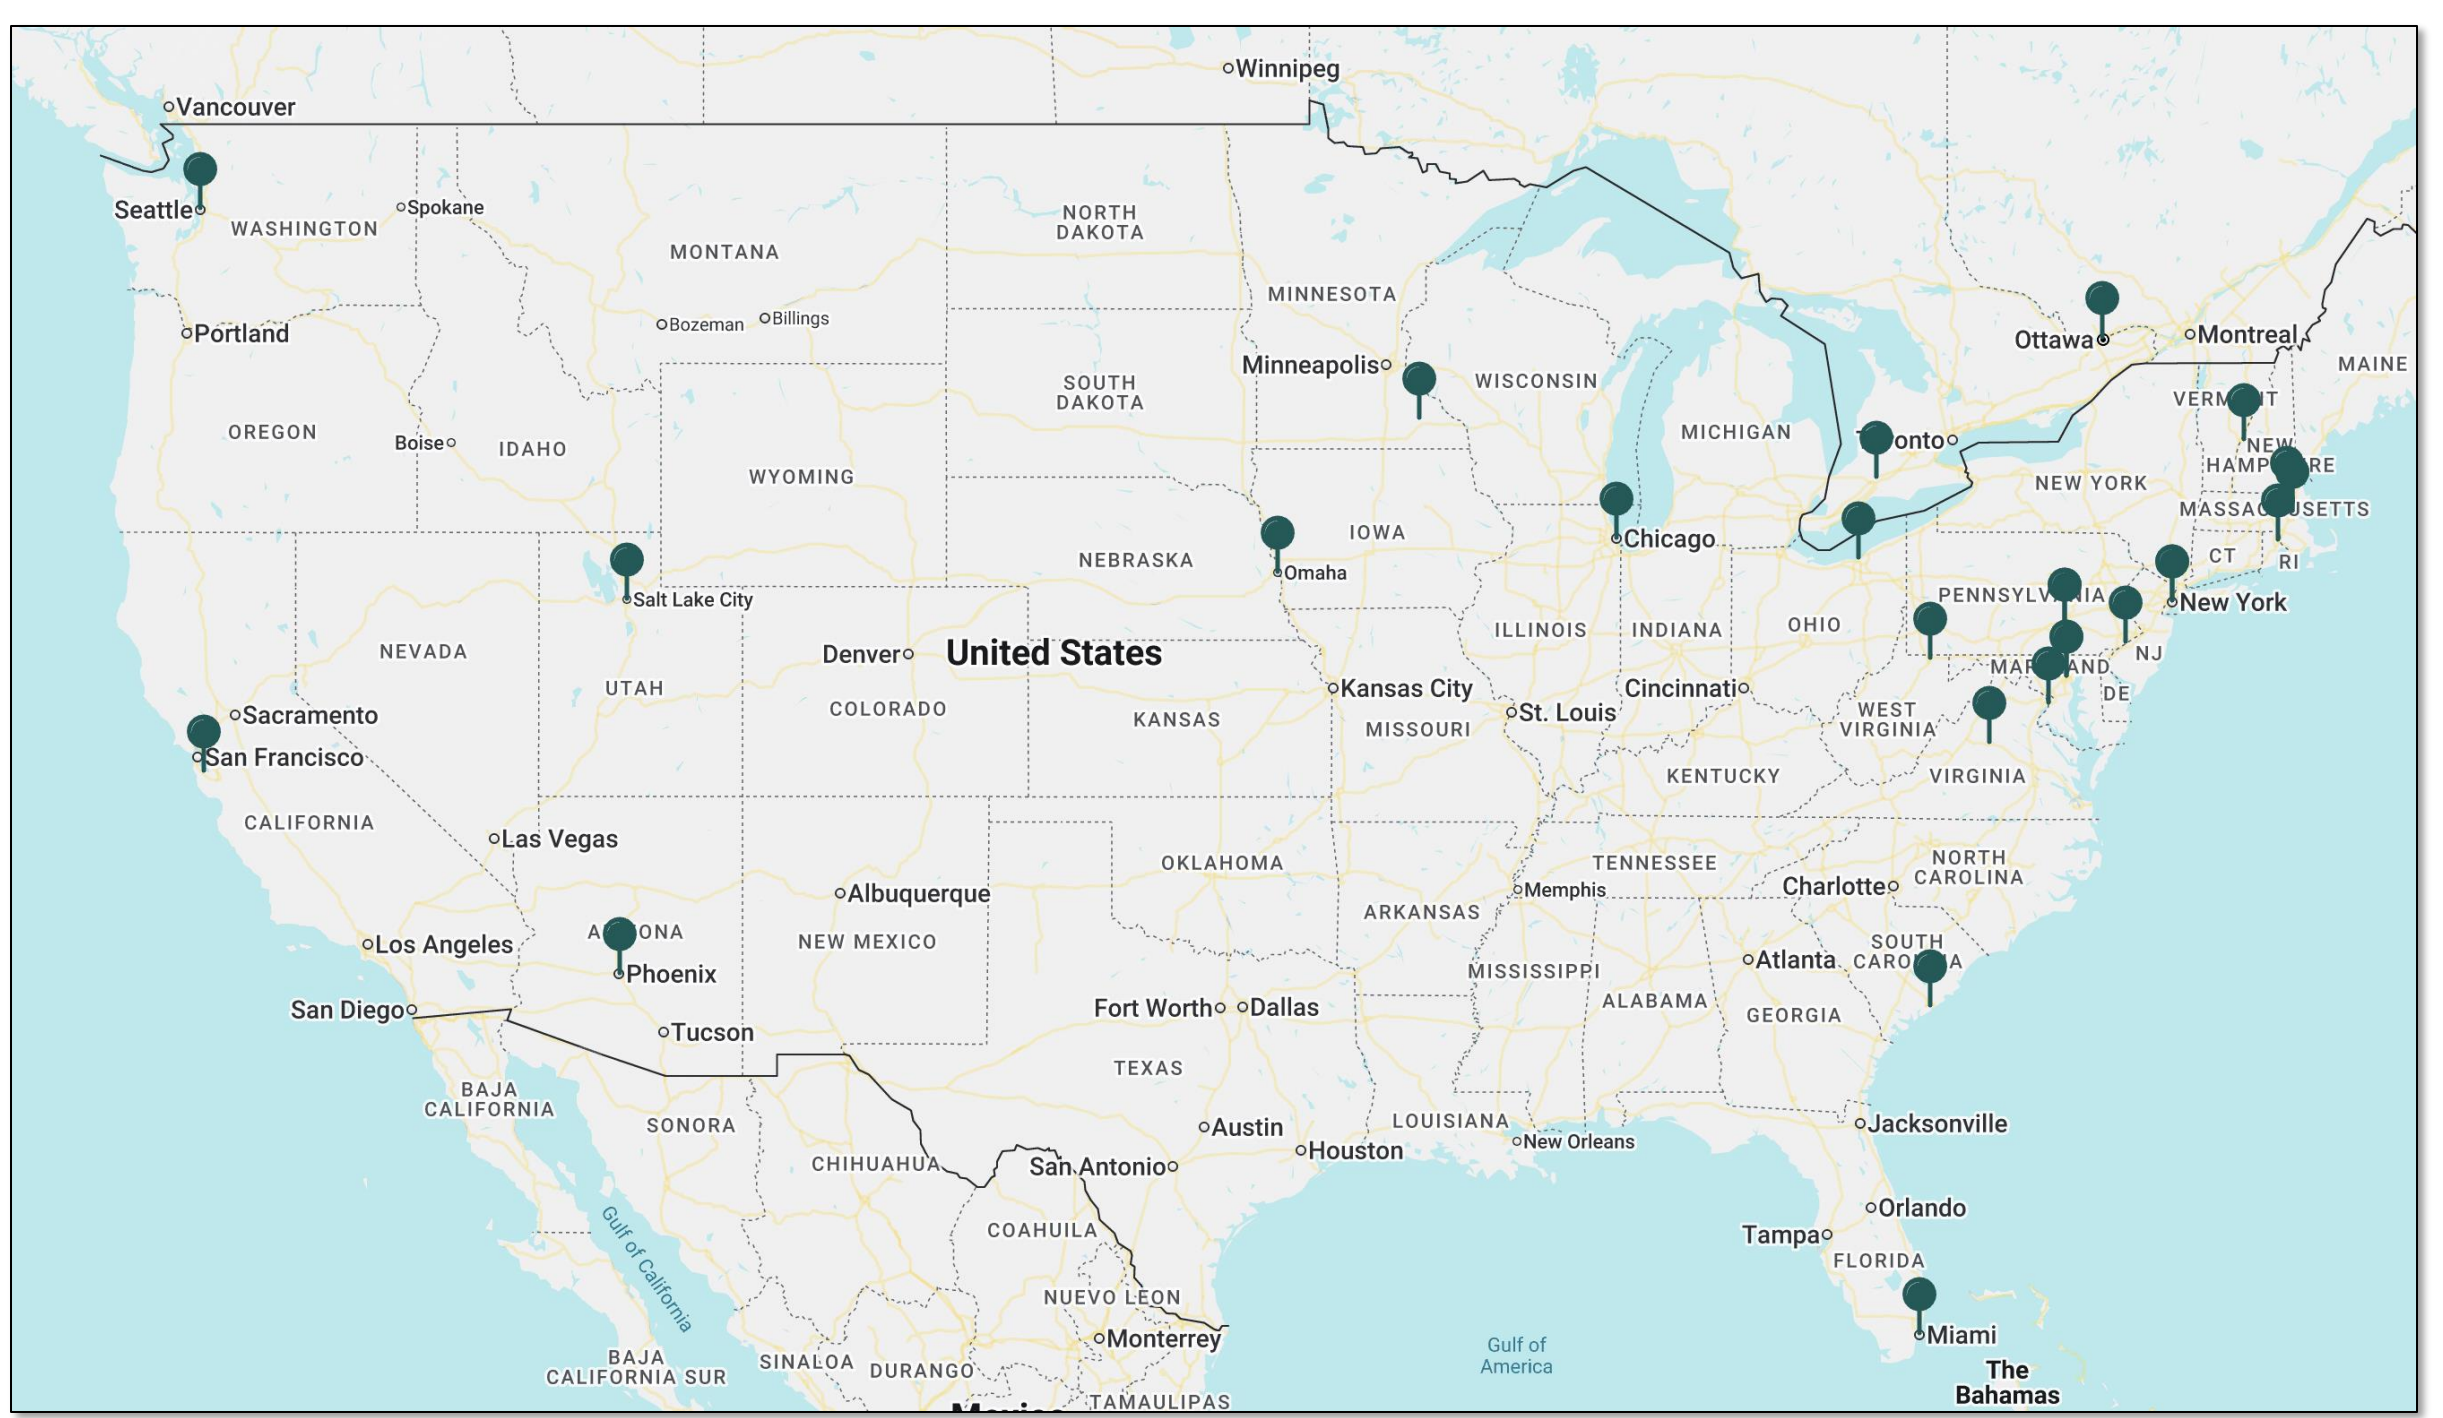 Winnipeg
Vancouver
Seattle
WASHINGTON
Spokane
MONTANA
NORTH
DAKOTA
MINNESOTA
Bozeman
Billings
Portland
Ottawa
Montreal
MAINE
Minneapolis
WISCONSIN
SOUTH
DAKOTA
OREGON
Boise
IDAHO
WYOMING
MICHIGAN
onto
NEW YORK
NEW
MASSAC USETTS
CT
RI
IOWA
NEBRASKA
Omaha
Chicago
Salt Lake City
New York
NJ
DE
ILLINOIS
INDIANA
OHIO
NEVADA
Denver
United States
UTAH
COLORADO
Kansas City
Cincinnati
St. Louis
MISSOURI
KANSAS
WEST
VIRGINIA
Sacramento
San Francisco
KENTUCKY
VIRGINIA
CALIFORNIA
Las Vegas
OKLAHOMA
TENNESSEE
NORTH
CAROLINA
Charlotte
Memphis
Albuquerque
ARKANSAS
NEW MEXICO
Los Angeles
Phoenix
Atlanta
SOUTH
MISSISSIPPI
ALABAMA
GEORGIA
San Diego
Tucson
Fort Worth
Dallas
TEXAS
BAJA
CALIFORNIA
SONORA
Austin
LOUISIANA
New Orleans
Jacksonville
Houston
CHIHUAHUA
San Antonio
COAHUILA
Orlando
Tampa
FLORIDA
Gulf of California
NUEVO LEON
Monterrey
Miami
Gulf of
America
BAJA
CALIFORNIA SUR
SINALOA
DURANGO
The
Bahamas
TAMAULIPAS
Mexico